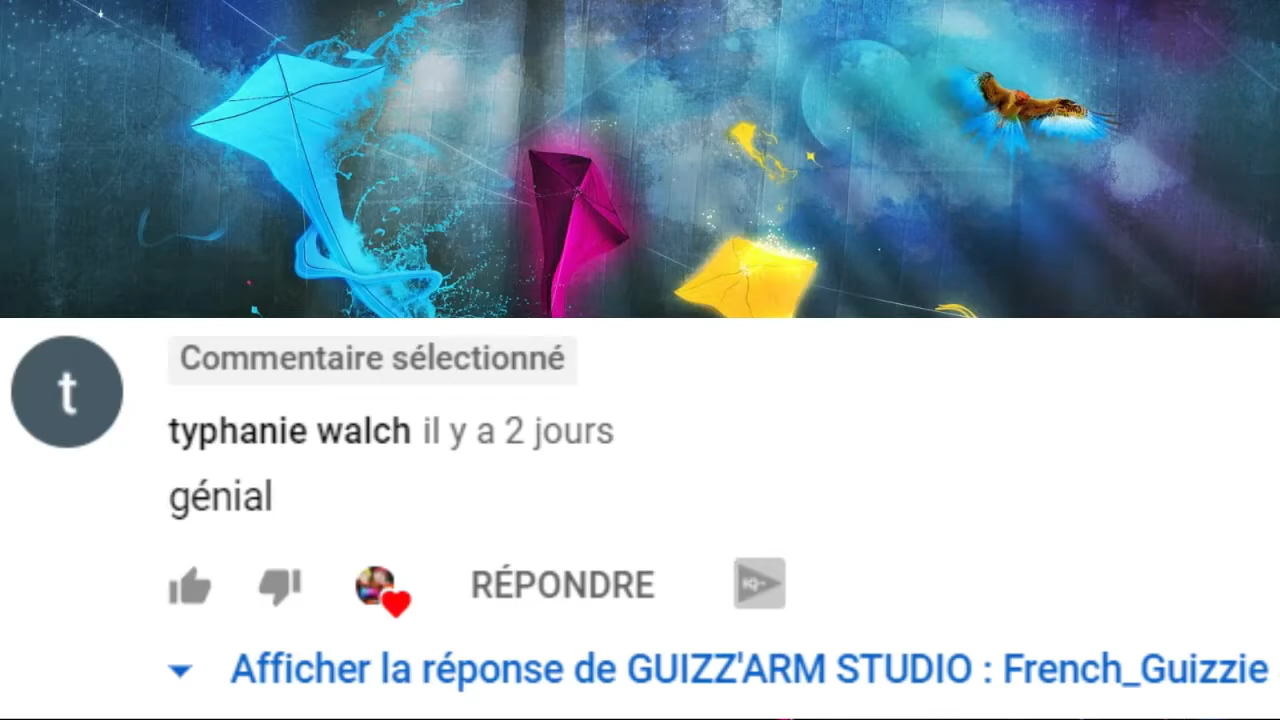 Commentaire sélectionné
t
typhanie walch il y a 2 jours
génial
RÉPONDRE
Afficher la réponse de GUIZZ'ARM STUDIO : French_Guizzie